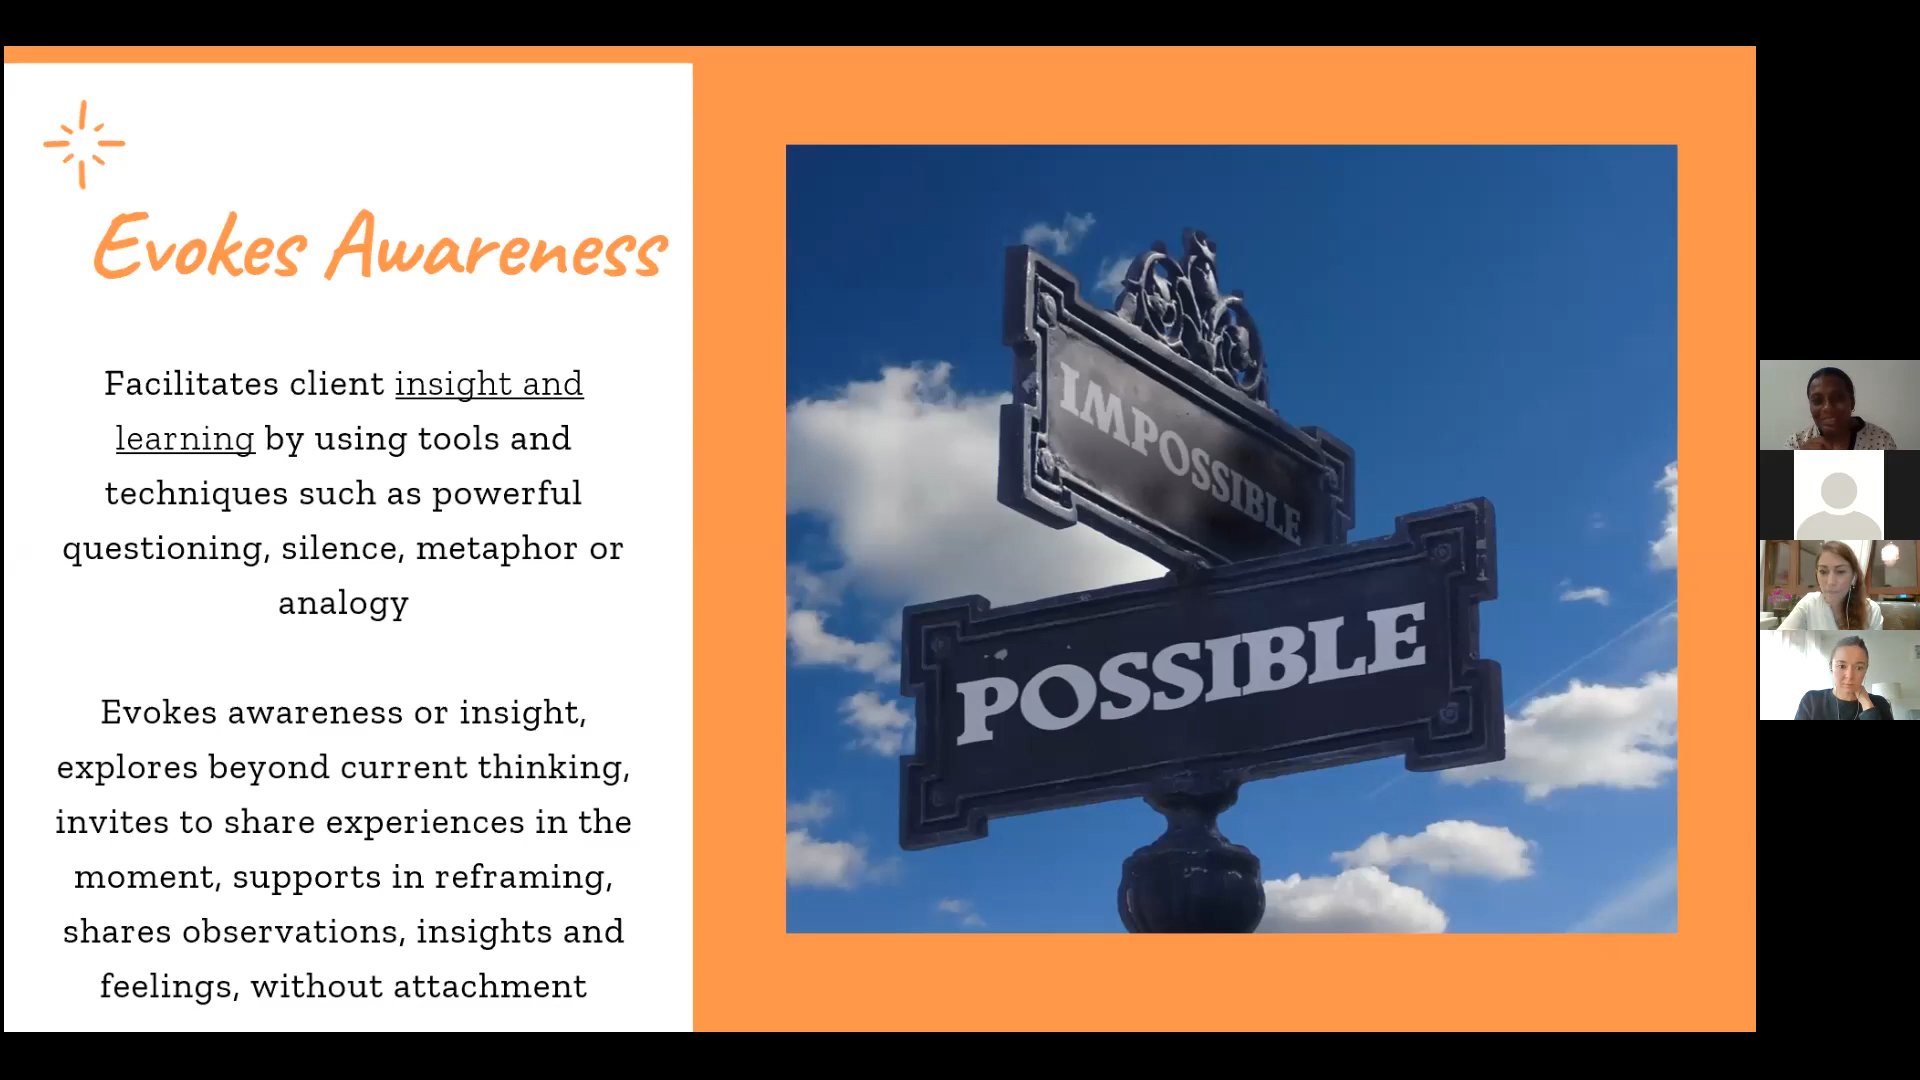 Evokes Awareness
Facilitates client insight and
learning by using tools and
techniques such as powerful
questioning, silence, metaphor or
analogy
Evokes awareness or insight,
explores beyond current thinking,
invites to share experiences in the
moment, supports in reframing,
shares observations, insights and
feelings, without attachment
IMPOSSIBLE
POSSIBLE